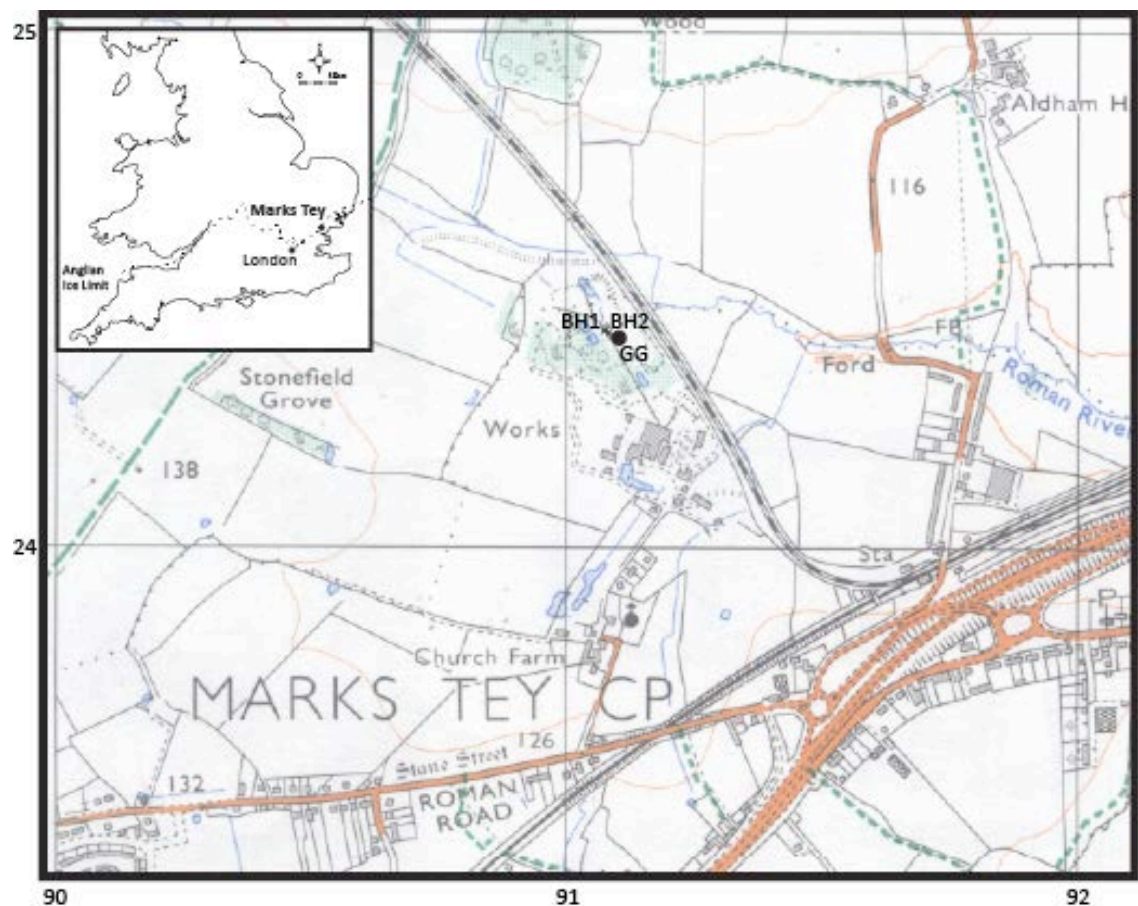 25
Wood
Aldham H
Marks Tey
London
Anglian
Ice Limit
116
BH1 BH2
GG
FB
Ford
Roman River
Stonefield
Grove
Works
138
24
Sta
Church Farm
MARKS TEY CP
126
Stane Street
132
ROMAN
ROAD
90
91
92